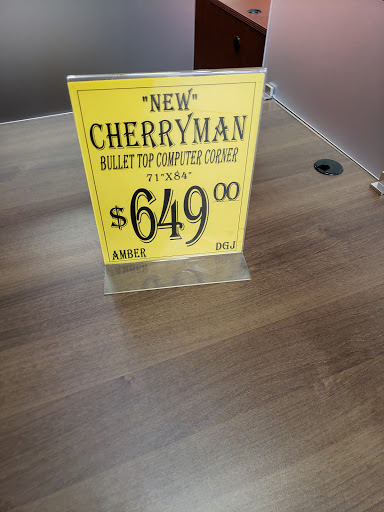 "NEW"
CHERRYMAN
BULLET TOP COMPUTER CORNER
71"X84"
$649.00
AMBER DGJ